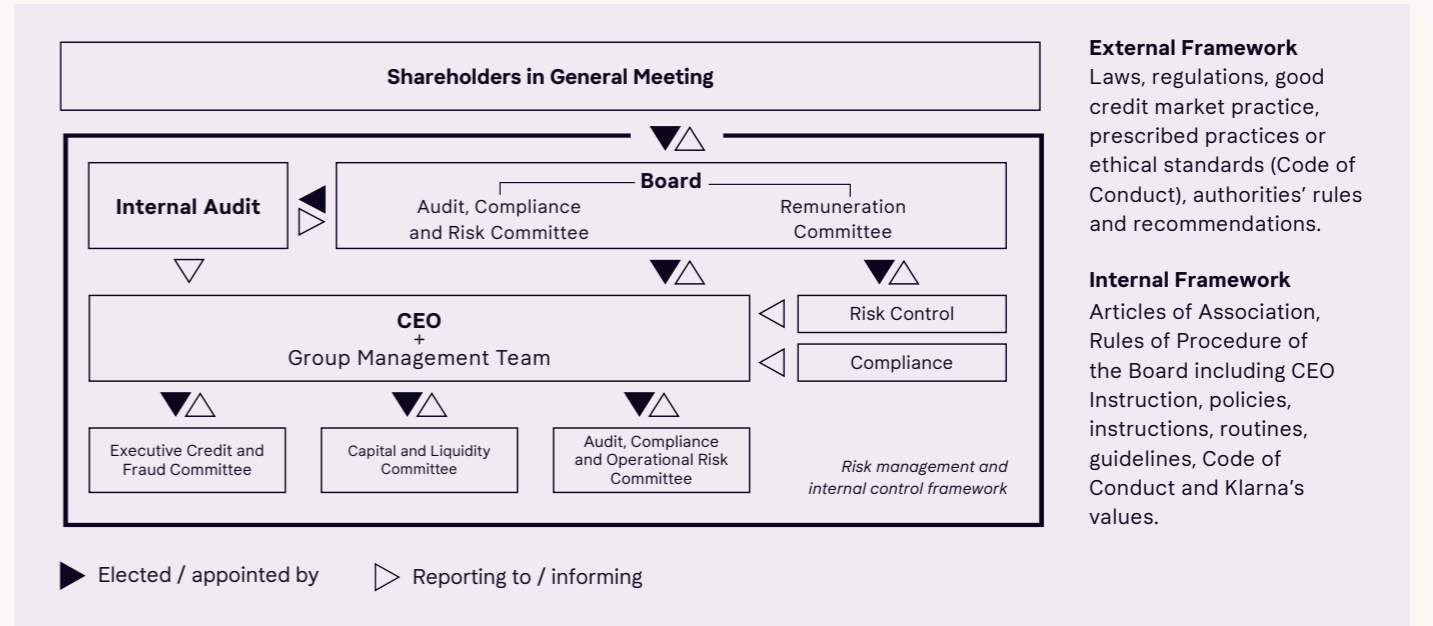 Shareholders in General Meeting
Internal Audit
Board
Audit, Compliance
and Risk Committee
Remuneration
Committee
CEO
+
Group Management Team
Risk Control
Compliance
Executive Credit and
Fraud Committee
Capital and Liquidity
Committee
Audit, Compliance
and Operational Risk
Committee
Risk management and
internal control framework
Elected / appointed by
Reporting to / informing
External Framework
Laws, regulations, good
credit market practice,
prescribed practices or
ethical standards (Code of
Conduct), authorities’ rules
and recommendations.
Internal Framework
Articles of Association,
Rules of Procedure of
the Board including CEO
Instruction, policies,
instructions, routines,
guidelines, Code of
Conduct and Klarna’s
values.